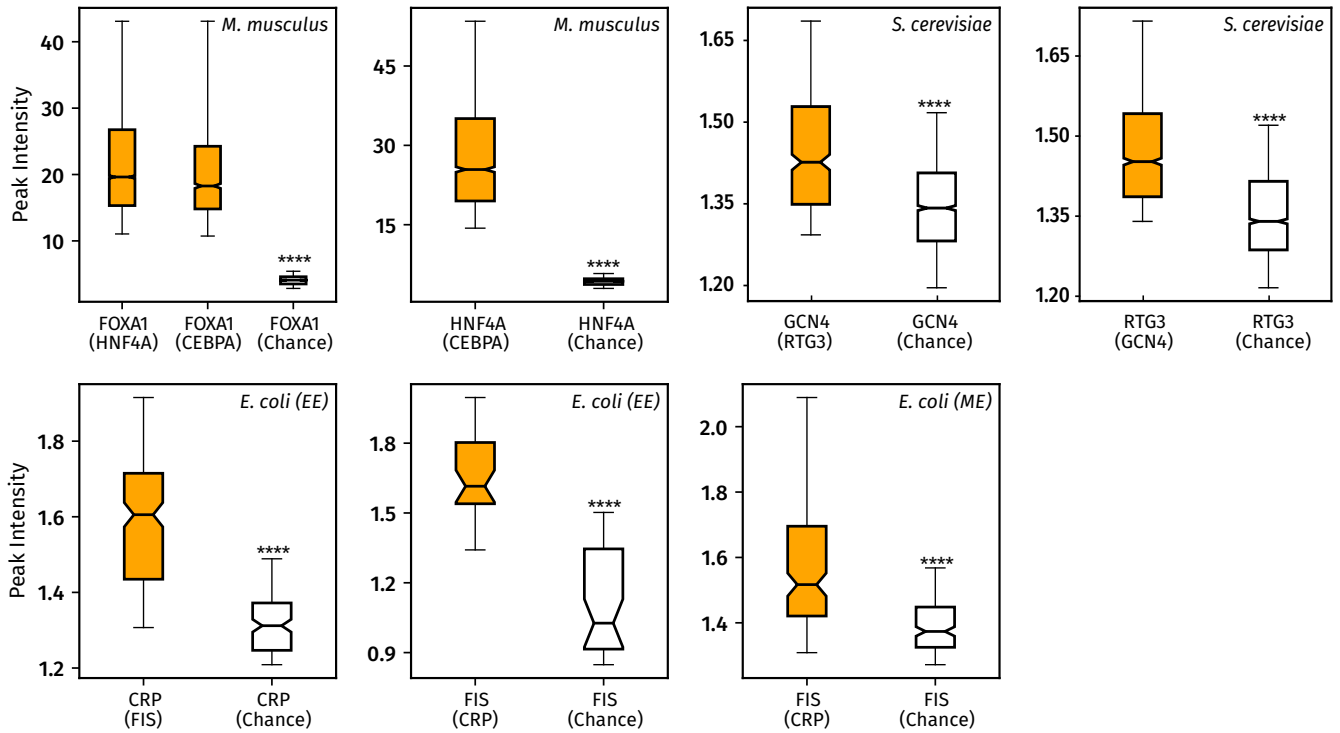 M. musculus
Peak Intensity
40
30
20
10
****
FOXA1
(HNF4A)
FOXA1
(CEBPA)
FOXA1
(Chance)
M. musculus
45
30
15
****
HNF4A
(CEBPA)
HNF4A
(Chance)
S. cerevisiae
1.65
1.50
1.35
1.20
****
GCN4
(RTG3)
GCN4
(Chance)
S. cerevisiae
1.65
1.50
1.35
1.20
****
RTG3
(GCN4)
RTG3
(Chance)
E. coli (EE)
Peak Intensity
1.8
1.6
1.4
1.2
****
CRP
(FIS)
CRP
(Chance)
E. coli (EE)
1.8
1.5
1.2
0.9
****
FIS
(CRP)
FIS
(Chance)
E. coli (ME)
2.0
1.8
1.6
1.4
****
FIS
(CRP)
FIS
(Chance)